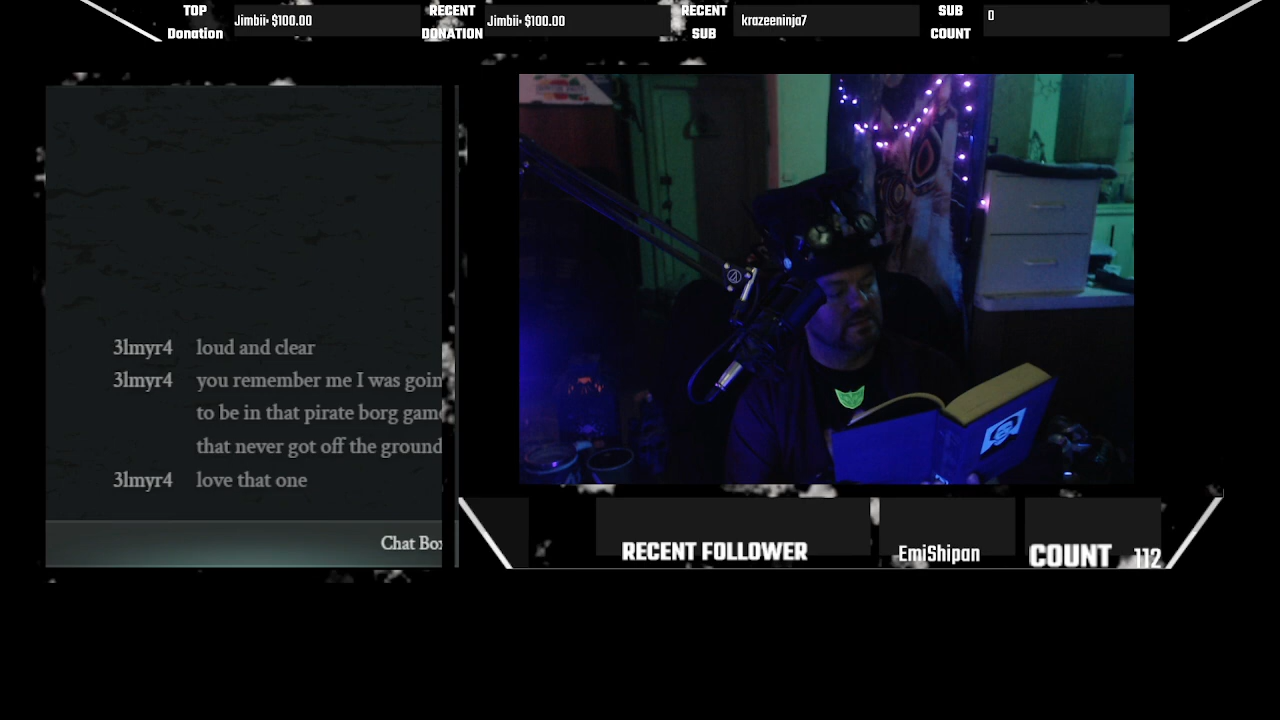 TOP
Donation
Jimbii• $100.00
RECENT
DONATION
Jimbii• $100.00
RECENT
SUB
krazeeninja7
SUB
COUNT
0
3lmyr4 loud and clear
3lmyr4 you remember me I was goin
to be in that pirate borg game
that never got off the ground
3lmyr4 love that one
Chat Box
RECENT FOLLOWER
EmiShipan
COUNT
112